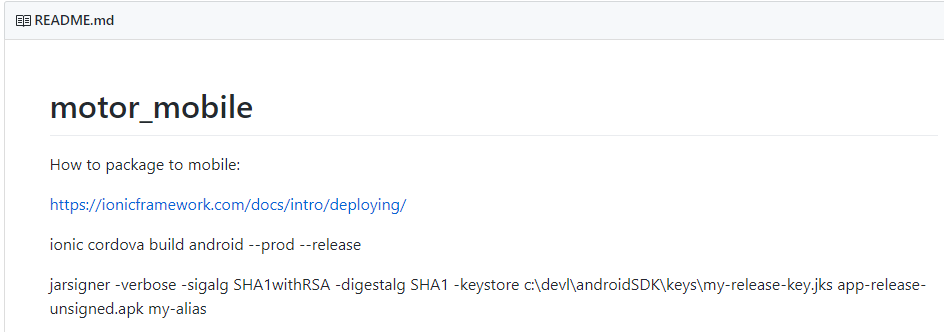 README.md
motor_mobile
How to package to mobile:
https://ionicframework.com/docs/intro/deploying/
ionic cordova build android --prod --release
jarsigner -verbose -sigalg SHA1withRSA -digestalg SHA1 -keystore c:\devl\androidSDK\keys\my-release-key.jks app-release-
unsigned.apk my-alias